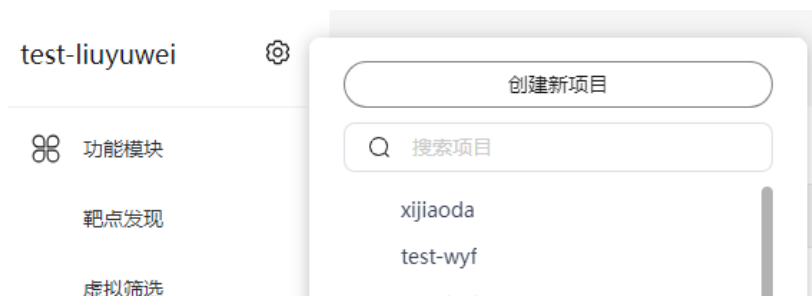 test-liuyuwei
功能模块
靶点发现
虚拟筛选
创建新项目
搜索项目
xijiaoda
test-wyf